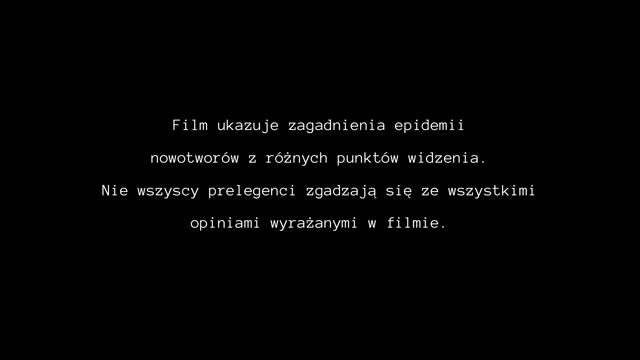 Film ukazuje zagadnienia epidemii
nowotworów z różnych punktów widzenia.
Nie wszyscy prelegenci zgadzają się ze wszystkimi
opiniami wyrażanymi w filmie.